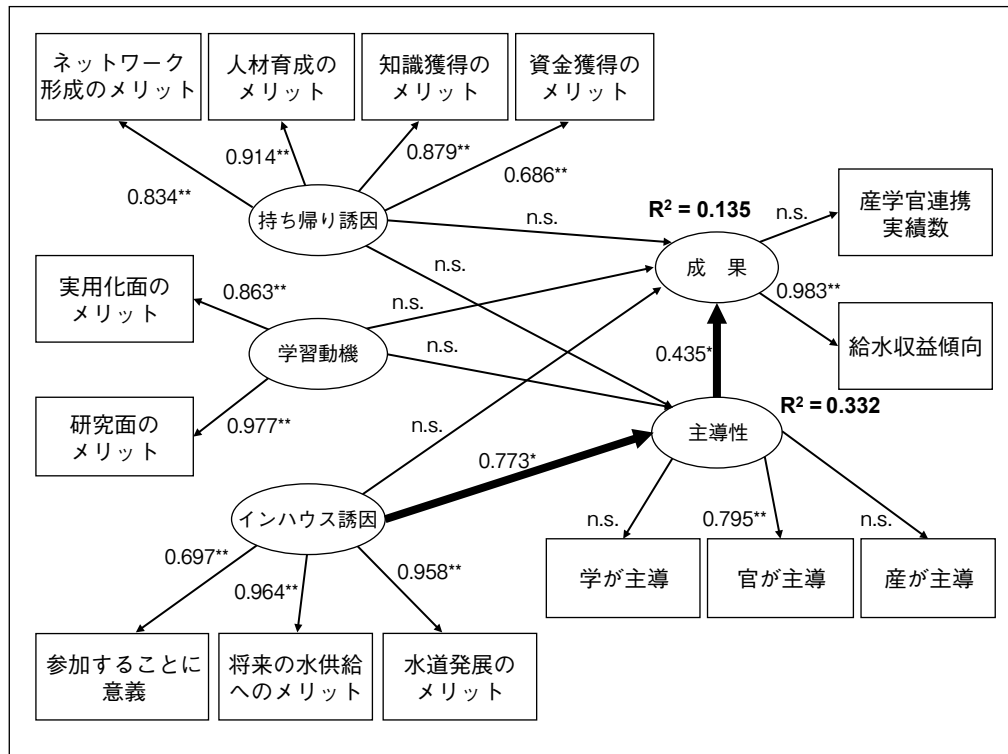 ネットワーク
形成のメリット
人材育成の
メリット
知識獲得の
メリット
資金獲得の
メリット
0.834**
0.914**
0.879**
0.686**
持ち帰り誘因
n.s.
R² = 0.135
n.s.
産学官連携
実績数
成　果
n.s.
実用化面の
メリット
0.863**
n.s.
0.983**
学習動機
n.s.
0.435*
給水収益傾向
研究面の
メリット
0.977**
n.s.
R² = 0.332
主導性
0.773*
インハウス誘因
0.697**
0.964**
0.958**
n.s.
0.795**
n.s.
学が主導
官が主導
産が主導
参加することに
意義
将来の水供給
へのメリット
水道発展の
メリット